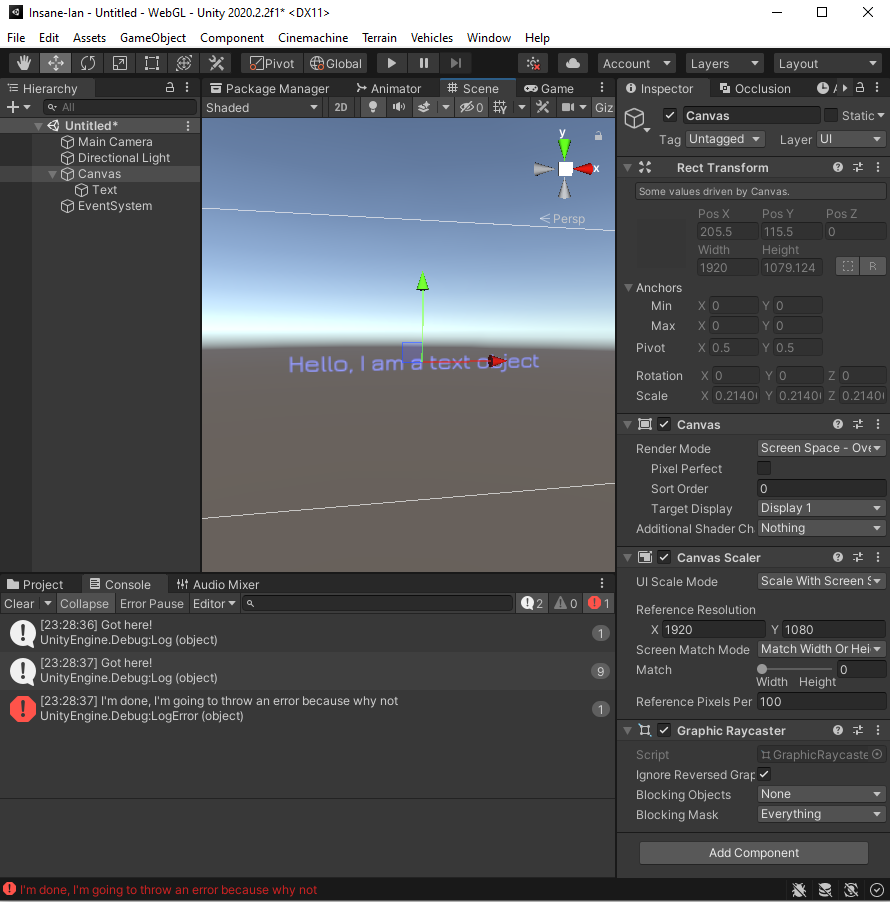 Insane-Ian - Untitled - WebGL - Unity 2020.2.2f1* <DX11>
File Edit Assets GameObject Component Cinemachine Terrain Vehicles Window Help
Pivot Global Account Layers Layout
Hierarchy
All
Untitled*
Main Camera
Directional Light
Canvas
Text
EventSystem
Package Manager Animator Scene Game
Shaded 2D 0 Giz
y
x
Persp
Hello, I am a text object
Inspector Occlusion
Canvas Static
Tag Untagged Layer UI
Rect Transform
Some values driven by Canvas.
Pos X Pos Y Pos Z
205.5 115.5 0
Width Height
1920 1079.124 R
Anchors
Min X 0 Y 0
Max X 0 Y 0
Pivot X 0.5 Y 0.5
Rotation X 0 Y 0 Z 0
Scale X 0.2140 Y 0.2140 Z 0.2140
Canvas
Render Mode Screen Space - Ove
Pixel Perfect
Sort Order 0
Target Display Display 1
Additional Shader Ch Nothing
Canvas Scaler
UI Scale Mode Scale With Screen S
Reference Resolution
X 1920 Y 1080
Screen Match Mode Match Width Or Hei
Match 0
Width Height
Reference Pixels Per 100
Graphic Raycaster
Script GraphicRaycaste
Ignore Reversed Grap
Blocking Objects None
Blocking Mask Everything
Add Component
Project Console Audio Mixer
Clear Collapse Error Pause Editor 2 0 1
[23:28:36] Got here!
UnityEngine.Debug:Log (object) 1
[23:28:37] Got here!
UnityEngine.Debug:Log (object) 9
[23:28:37] I'm done, I'm going to throw an error because why not
UnityEngine.Debug:LogError (object) 1
I'm done, I'm going to throw an error because why not